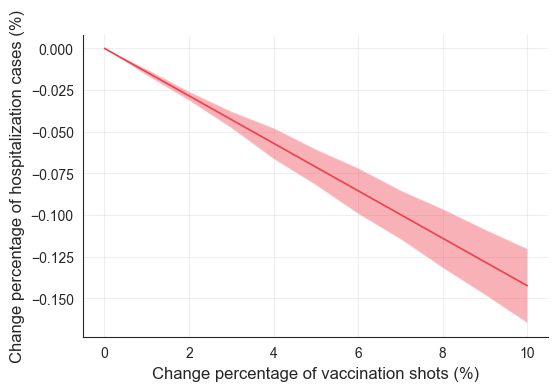 Change percentage of hospitalization cases (%)
0.000
−0.025
−0.050
−0.075
−0.100
−0.125
−0.150
0 2 4 6 8 10
Change percentage of vaccination shots (%)